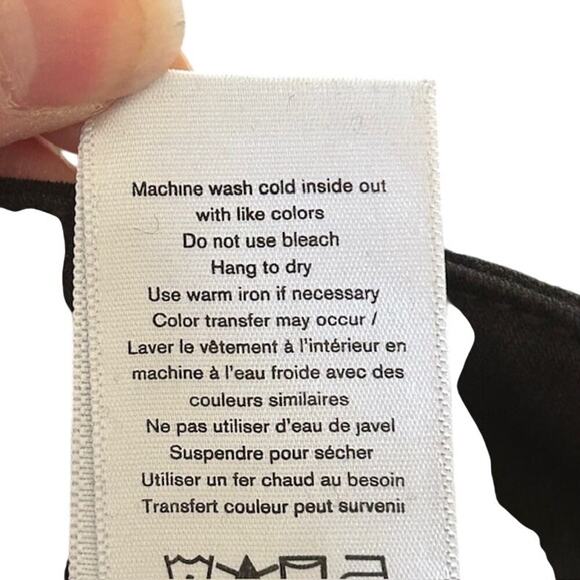 Machine wash cold inside out
with like colors
Do not use bleach
Hang to dry
Use warm iron if necessary
Color transfer may occur /
Laver le vêtement à l'intérieur en
machine à l'eau froide avec des
couleurs similaires
Ne pas utiliser d'eau de javel
Suspendre pour sécher
Utiliser un fer chaud au besoin
Transfert couleur peut survenir